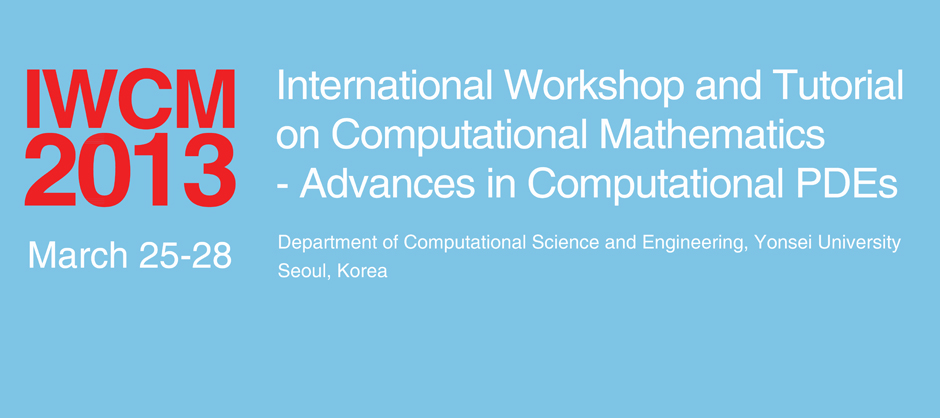 IWCM
2013
March 25-28
International Workshop and Tutorial
on Computational Mathematics
- Advances in Computational PDEs
Department of Computational Science and Engineering, Yonsei University
Seoul, Korea